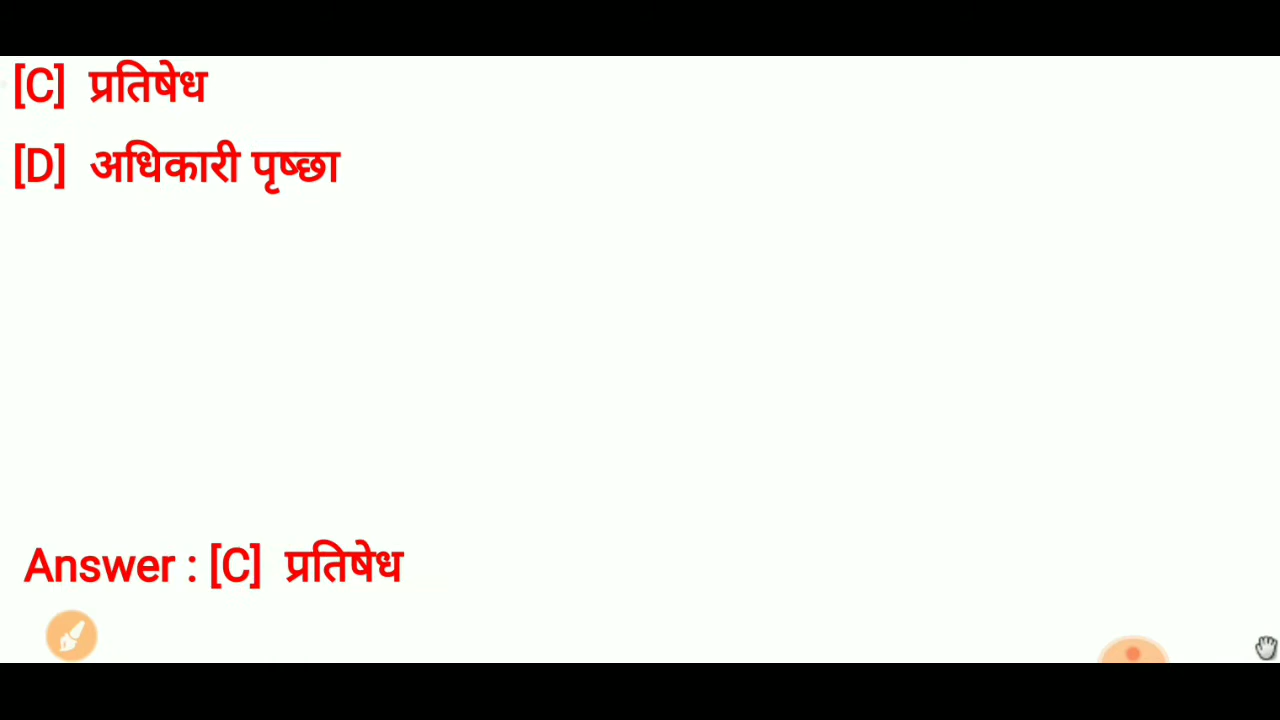 [C] प्रतिषेध
[D] अधिकारी पृष्छा
Answer : [C] प्रतिषेध